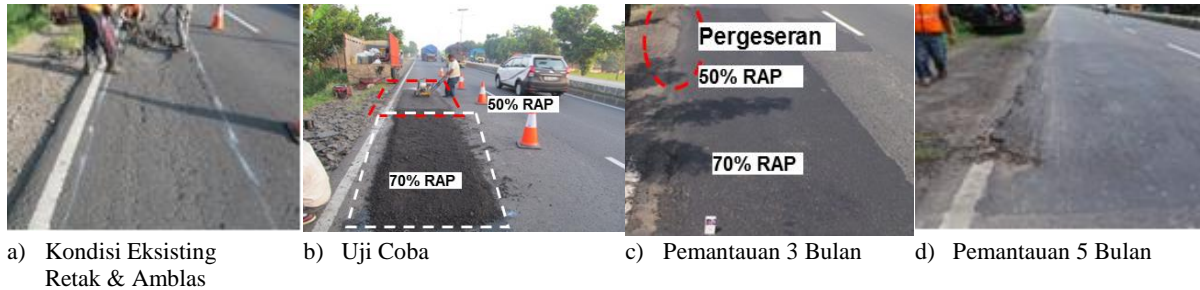 50% RAP
70% RAP
Pergeseran
50% RAP
70% RAP
a) Kondisi Eksisting
Retak & Amblas
b) Uji Coba
c) Pemantauan 3 Bulan
d) Pemantauan 5 Bulan